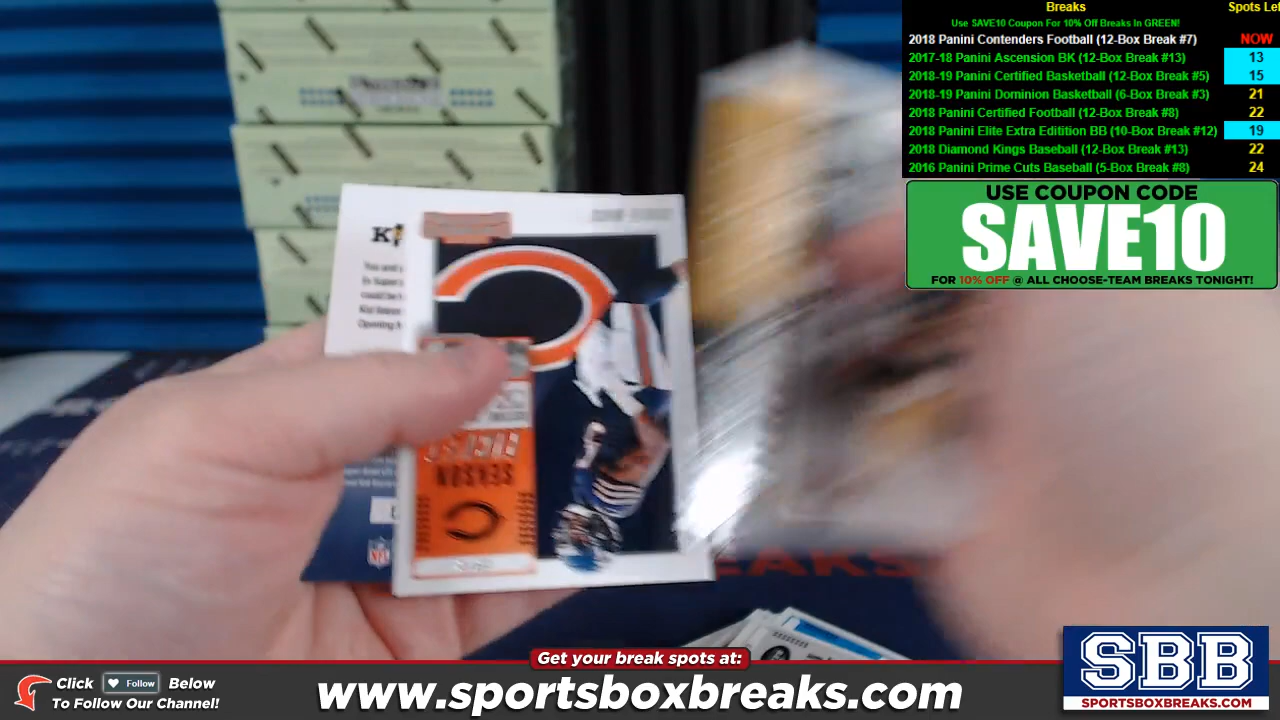 Breaks Spots Lef
Use SAVE10 Coupon For 10% Off Breaks In GREEN!
2018 Panini Contenders Football (12-Box Break #7) NOW
2017-18 Panini Ascension BK (12-Box Break #13) 13
2018-19 Panini Certified Basketball (12-Box Break #5) 15
2018-19 Panini Dominion Basketball (6-Box Break #3) 21
2018 Panini Certified Football (12-Box Break #8) 22
2018 Panini Elite Extra Edition BB (10-Box Break #12) 19
2018 Diamond Kings Baseball (12-Box Break #13) 22
2016 Panini Prime Cuts Baseball (5-Box Break #8) 24
USE COUPON CODE
SAVE10
FOR 10% OFF @ ALL CHOOSE-TEAM BREAKS TONIGHT!
SEASON
TICKET
NFL
BREAKS
Get your break spots at:
Click Follow Below
To Follow Our Channel!
www.sportsboxbreaks.com
SBB
SPORTSBOXBREAKS.COM